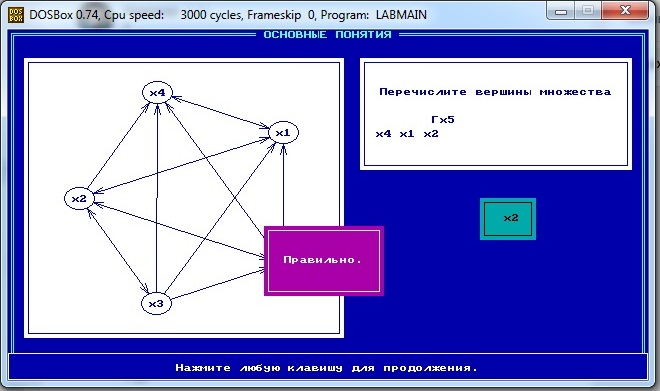 DOSBox 0.74, Cpu speed: 3000 cycles, Frameskip 0, Program: LABMAIN
ОСНОВНЫЕ ПОНЯТИЯ
x4
x1
x2
x3
Перечислите вершины множества
Гx5
x4 x1 x2
x2
Правильно.
Нажмите любую клавишу для продолжения.